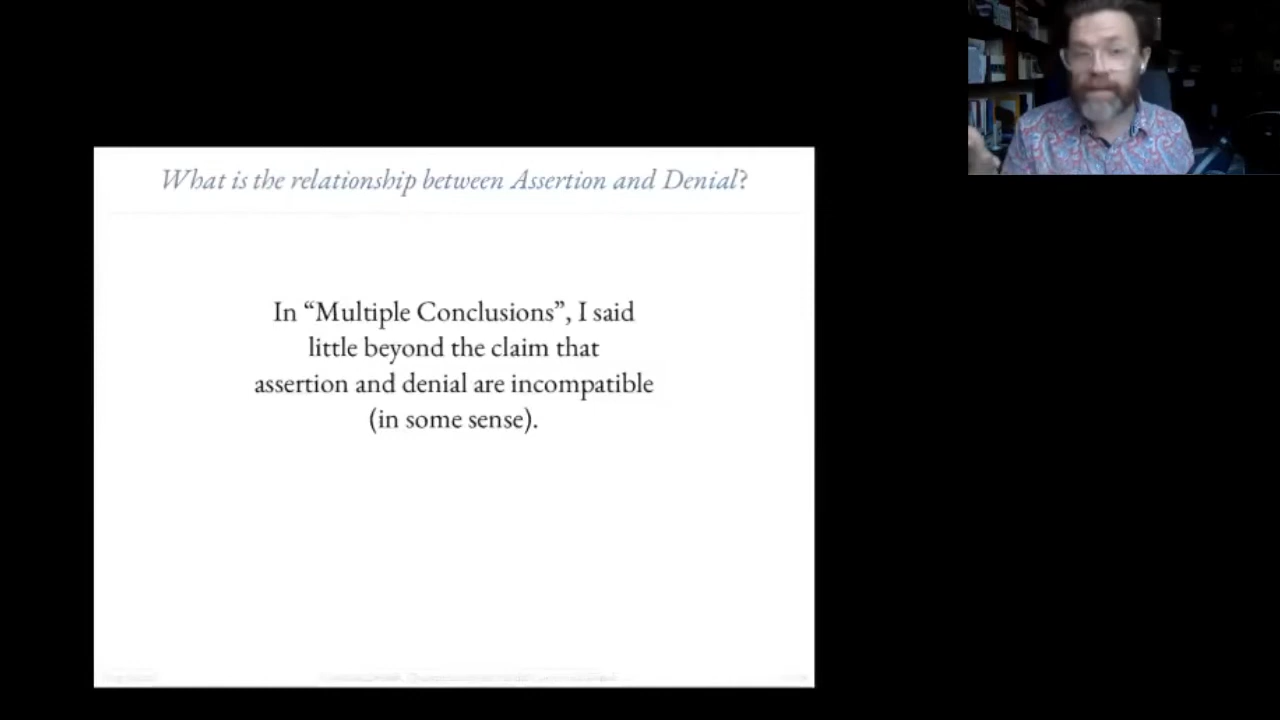 What is the relationship between Assertion and Denial?
In “Multiple Conclusions”, I said
little beyond the claim that
assertion and denial are incompatible
(in some sense).